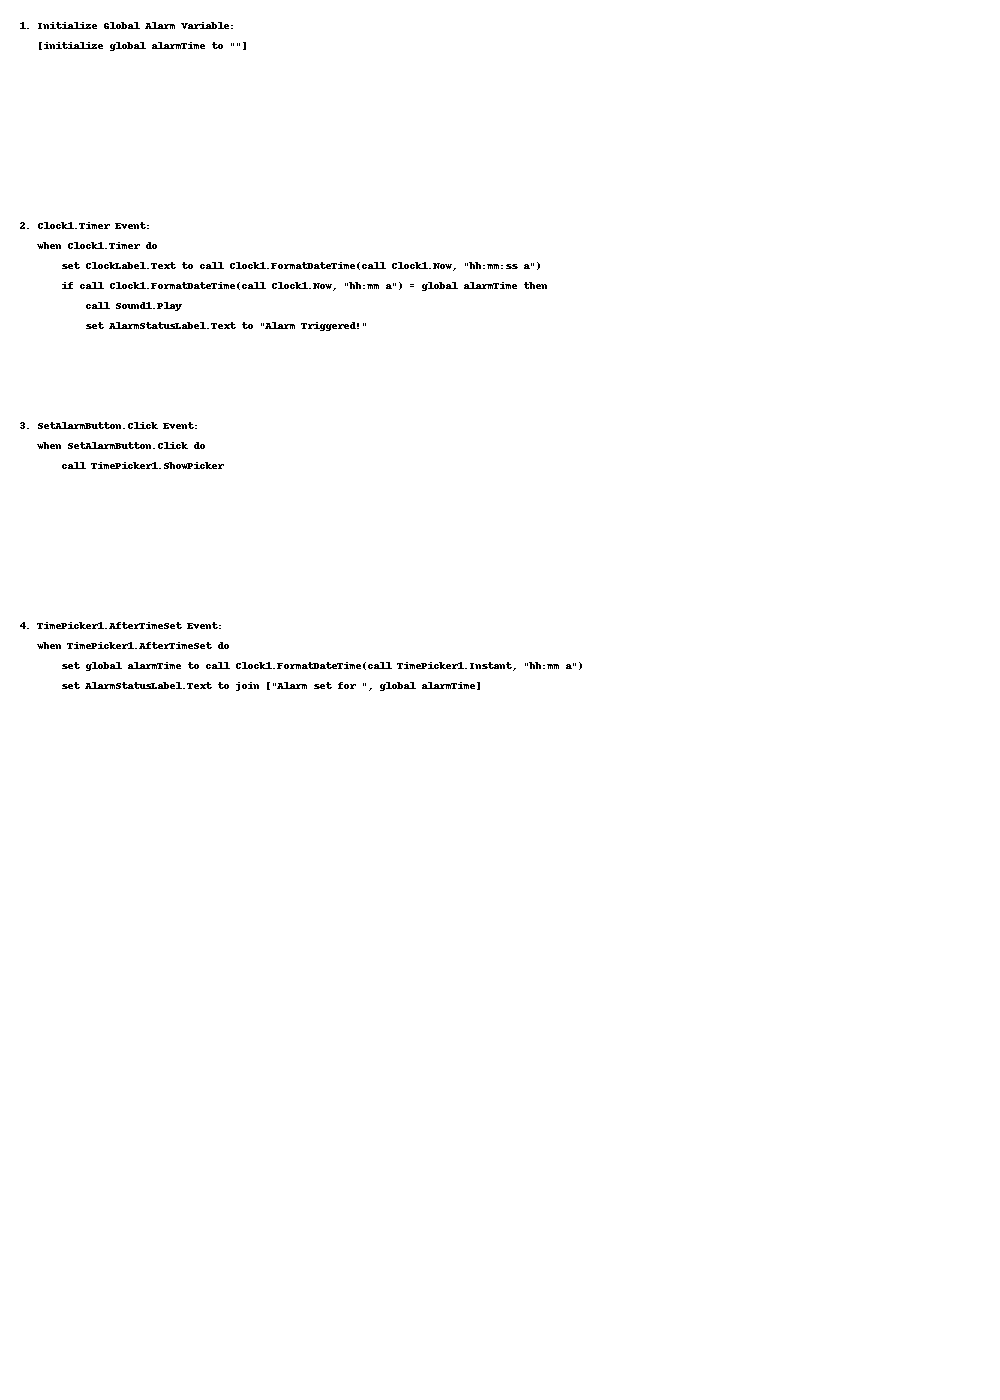 1. Initialize Global Alarm Variable:
[initialize global alarmTime to ""]
2. Clock1.Timer Event:
when Clock1.Timer do
set ClockLabel.Text to call Clock1.FormatDateTime(call Clock1.Now, "hh:mm:ss a")
if call Clock1.FormatDateTime(call Clock1.Now, "hh:mm a") = global alarmTime then
call Sound1.Play
set AlarmStatusLabel.Text to "Alarm Triggered!"
3. SetAlarmButton.Click Event:
when SetAlarmButton.Click do
call TimePicker1.ShowPicker
4. TimePicker1.AfterTimeSet Event:
when TimePicker1.AfterTimeSet do
set global alarmTime to call Clock1.FormatDateTime(call TimePicker1.Instant, "hh:mm a")
set AlarmStatusLabel.Text to join ["Alarm set for ", global alarmTime]